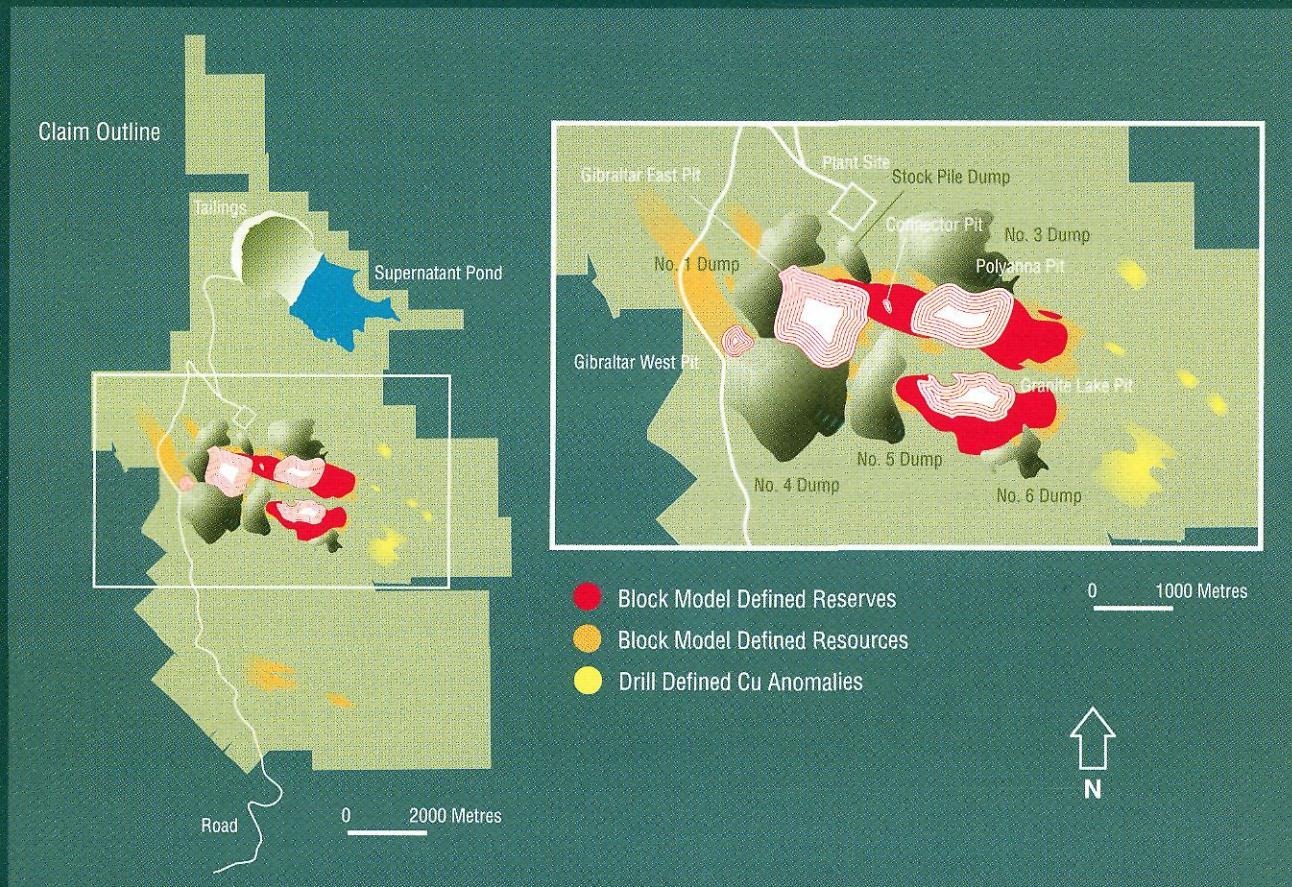 Claim Outline
Tailings
Supernatant Pond
Road
0 2000 Metres
Plant Site
Gibraltar East Pit
Stock Pile Dump
Connector Pit
No. 3 Dump
No. 1 Dump
Polyanna Pit
Gibraltar West Pit
Granite Lake Pit
No. 5 Dump
No. 4 Dump
No. 6 Dump
Block Model Defined Reserves
Block Model Defined Resources
Drill Defined Cu Anomalies
0 1000 Metres
N